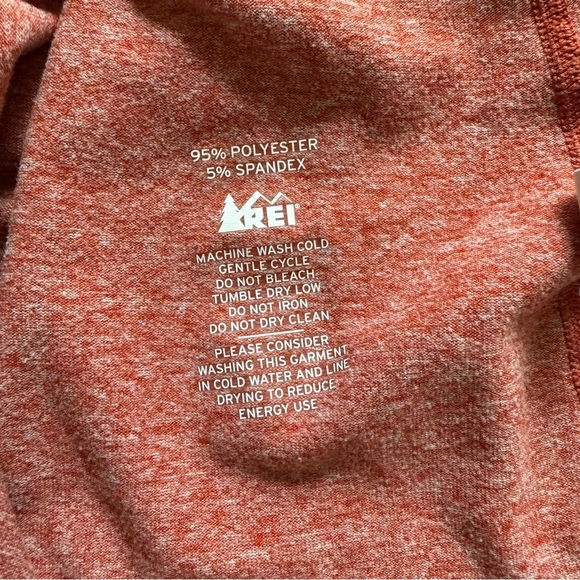 95% POLYESTER
5% SPANDEX
REI
MACHINE WASH COLD
GENTLE CYCLE
DO NOT BLEACH
TUMBLE DRY LOW
DO NOT IRON
DO NOT DRY CLEAN
PLEASE CONSIDER
WASHING THIS GARMENT
IN COLD WATER AND LINE
DRYING TO REDUCE
ENERGY USE